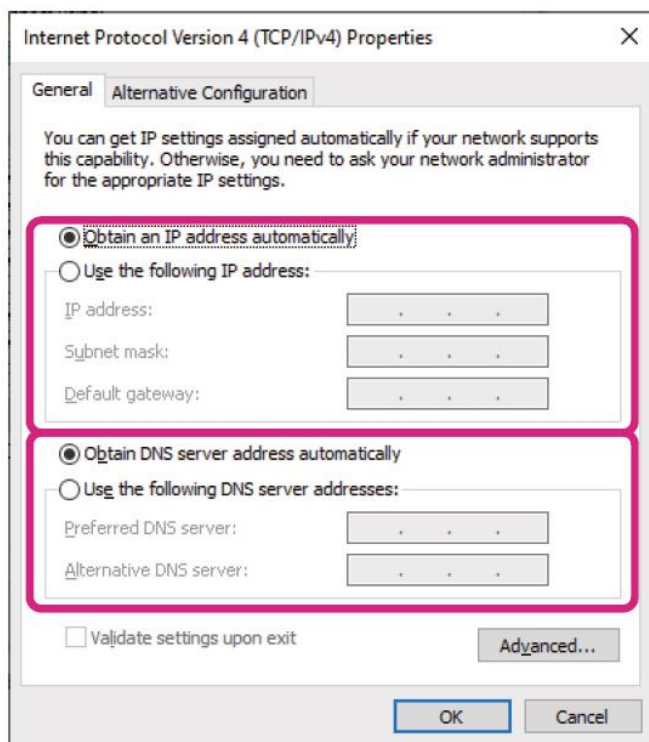 Internet Protocol Version 4 (TCP/IPv4) Properties
General
Alternative Configuration
You can get IP settings assigned automatically if your network supports
this capability. Otherwise, you need to ask your network administrator
for the appropriate IP settings.
Obtain an IP address automatically
Use the following IP address:
IP address:
Subnet mask:
Default gateway:
Obtain DNS server address automatically
Use the following DNS server addresses:
Preferred DNS server:
Alternative DNS server:
Validate settings upon exit
Advanced...
OK
Cancel